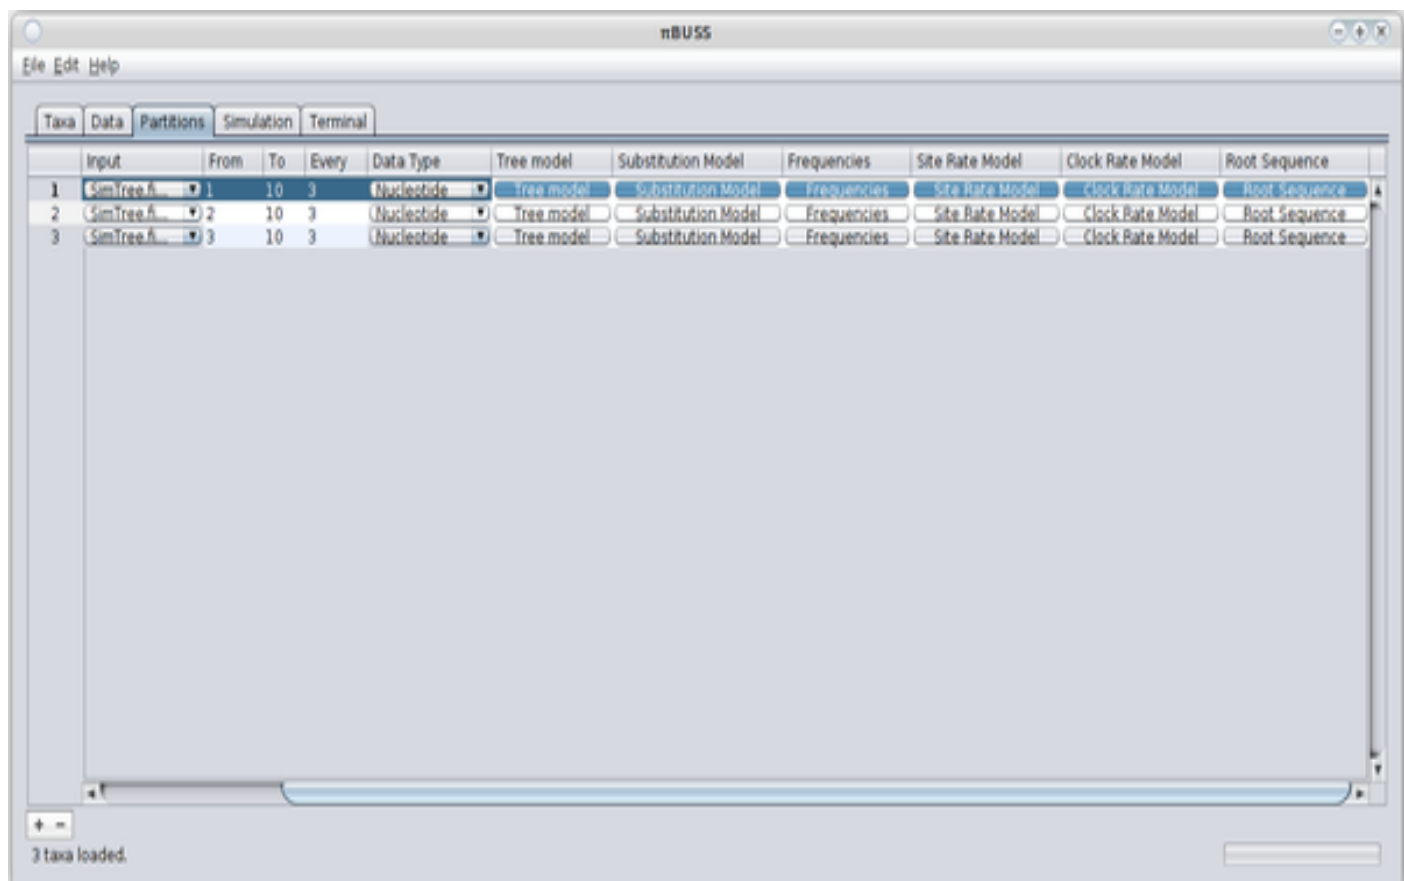 πBUSS
File Edit Help
Taxa Data Partitions Simulation Terminal
Input From To Every Data Type Tree model Substitution Model Frequencies Site Rate Model Clock Rate Model Root Sequence
1 SimTree.fi... 1 10 3 Nucleotide Tree model Substitution Model Frequencies Site Rate Model Clock Rate Model Root Sequence
2 SimTree.fi... 2 10 3 Nucleotide Tree model Substitution Model Frequencies Site Rate Model Clock Rate Model Root Sequence
3 SimTree.fi... 3 10 3 Nucleotide Tree model Substitution Model Frequencies Site Rate Model Clock Rate Model Root Sequence
+ -
3 taxa loaded.